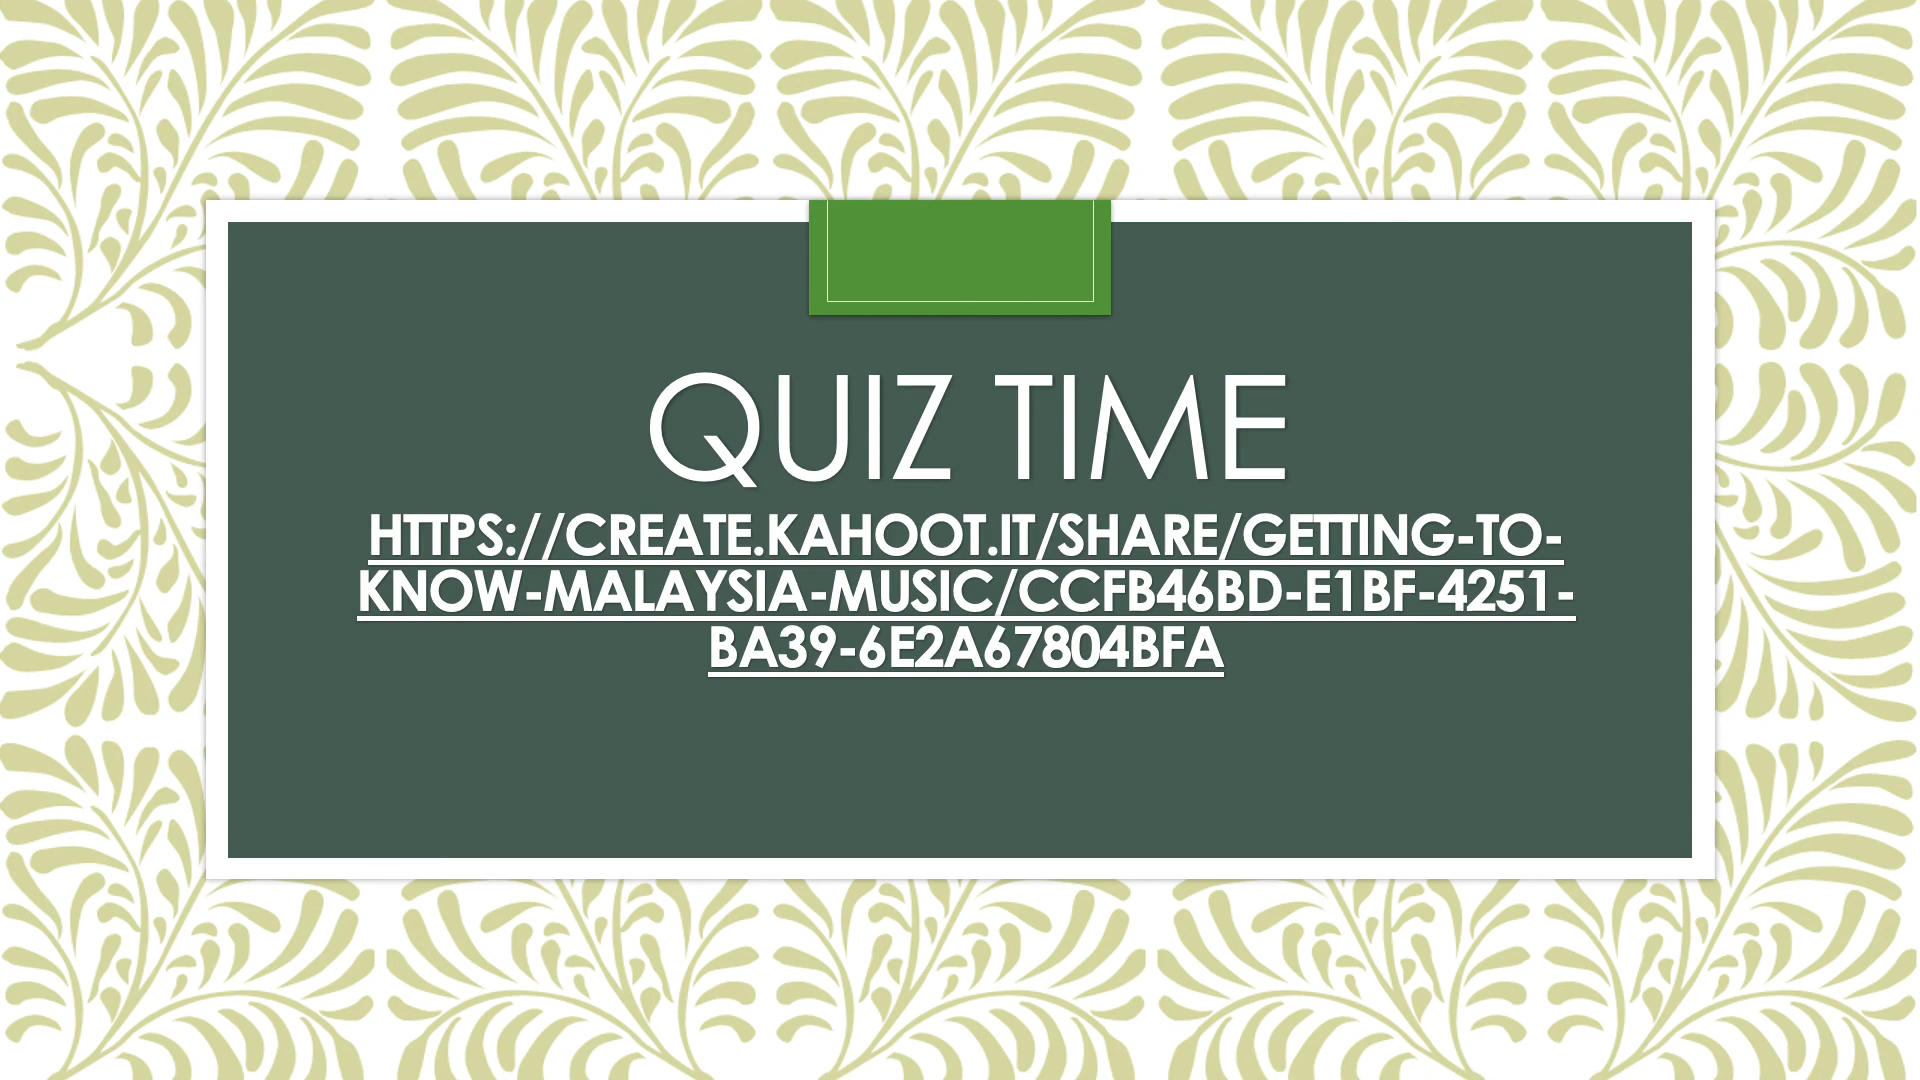 QUIZ TIME
HTTPS://CREATE.KAHOOT.IT/SHARE/GETTING-TO-
KNOW-MALAYSIA-MUSIC/CCFB46BD-E1BF-4251-
BA39-6E2A67804BFA